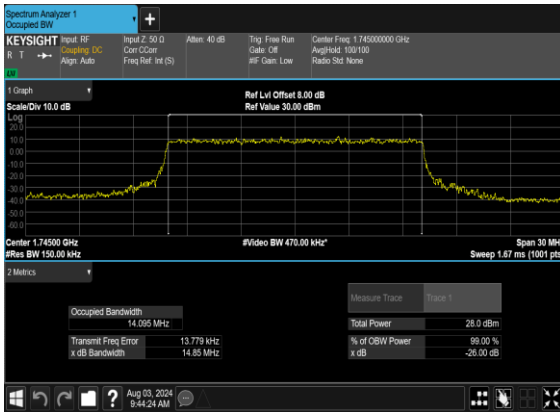 Spectrum Analyzer 1
Occupied BW
+
KEYSIGHT
R T
LXI
Input: RF
Coupling: DC
Align: Auto
Input Z: 50 Ω
Corr CCorr
Freq Ref: Int (S)
Atten: 40 dB
Trig: Free Run
Gate: Off
#IF Gain: Low
Center Freq: 1.745000000 GHz
Avg|Hold: 100/100
Radio Std: None
1 Graph
Scale/Div 10.0 dB
Ref Lvl Offset 8.00 dB
Ref Value 30.00 dBm
Log
20.0
10.0
0.00
-10.0
-20.0
-30.0
-40.0
-50.0
-60.0
Center 1.74500 GHz
#Res BW 150.00 kHz
#Video BW 470.00 kHz*
Span 30 MH
Sweep 1.67 ms (1001 pts
2 Metrics
Measure Trace Trace 1
Occupied Bandwidth
14.095 MHz
Total Power 28.0 dBm
Transmit Freq Error 13.779 kHz
% of OBW Power 99.00 %
x dB Bandwidth 14.85 MHz
x dB -26.00 dB
?
Aug 03, 2024
9:44:24 AM